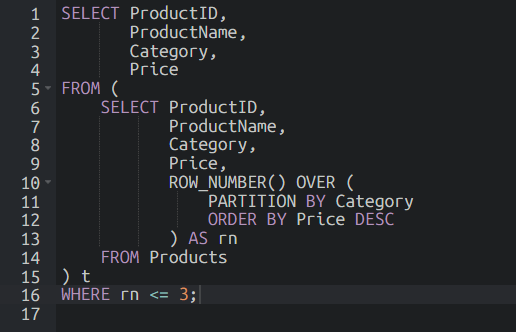 1 SELECT ProductID,
2 ProductName,
3 Category,
4 Price
5 FROM (
6 SELECT ProductID,
7 ProductName,
8 Category,
9 Price,
10 ROW_NUMBER() OVER (
11 PARTITION BY Category
12 ORDER BY Price DESC
13 ) AS rn
14 FROM Products
15 ) t
16 WHERE rn <= 3;
17